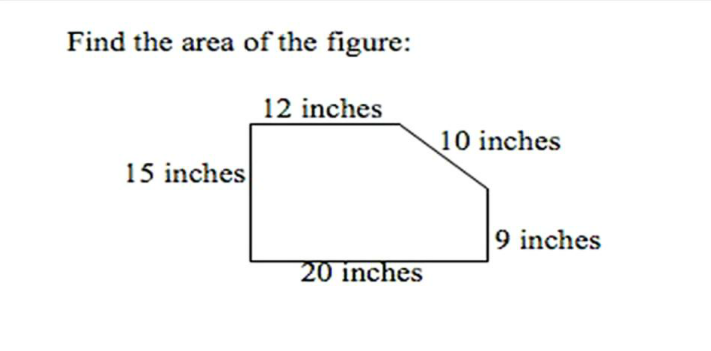 Find the area of the figure:
12 inches
10 inches
15 inches
9 inches
20 inches